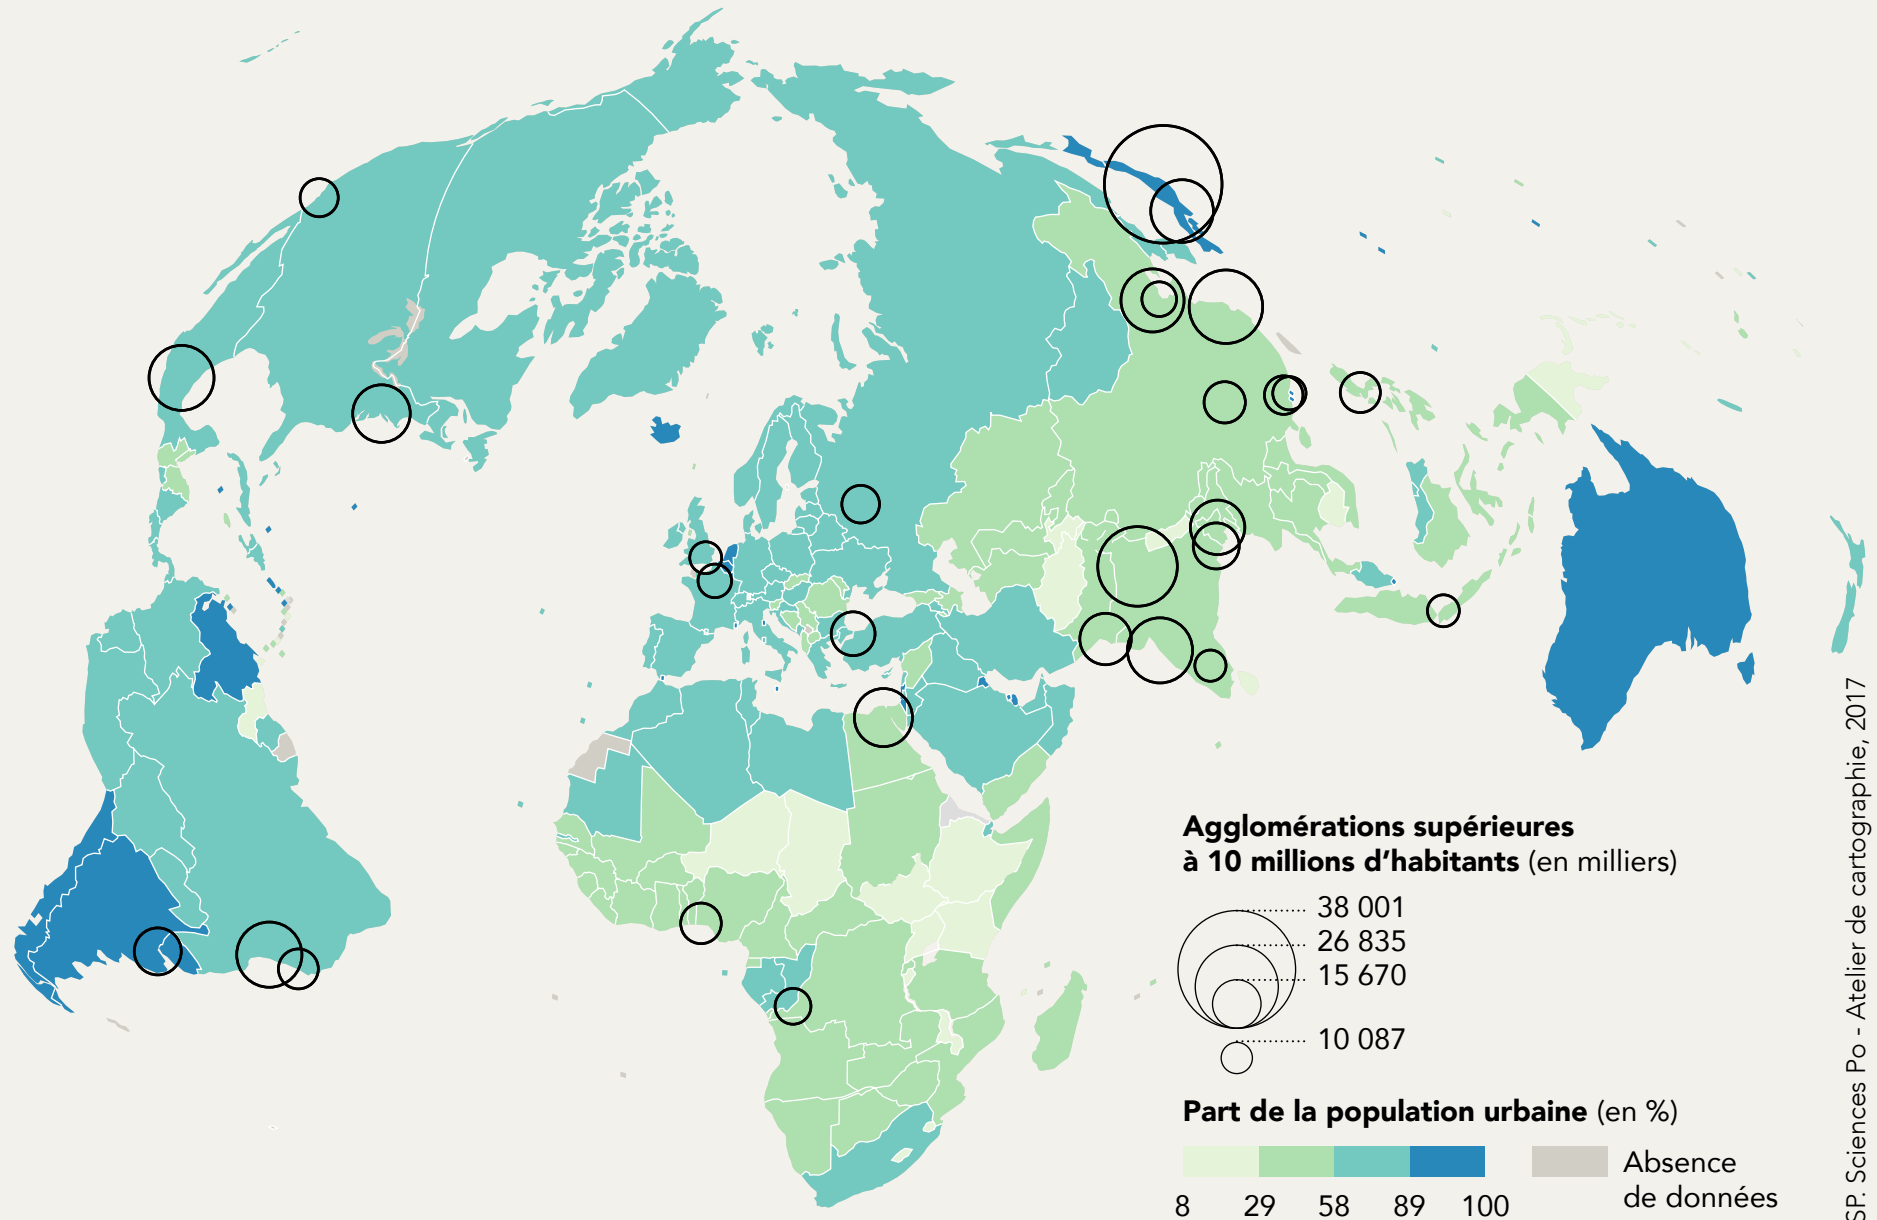 Agglomérations supérieures
à 10 millions d’habitants (en milliers)
38 001
26 835
15 670
10 087
Part de la population urbaine (en %)
8 29 58 89 100
Absence
de données
SP. Sciences Po - Atelier de cartographie, 2017